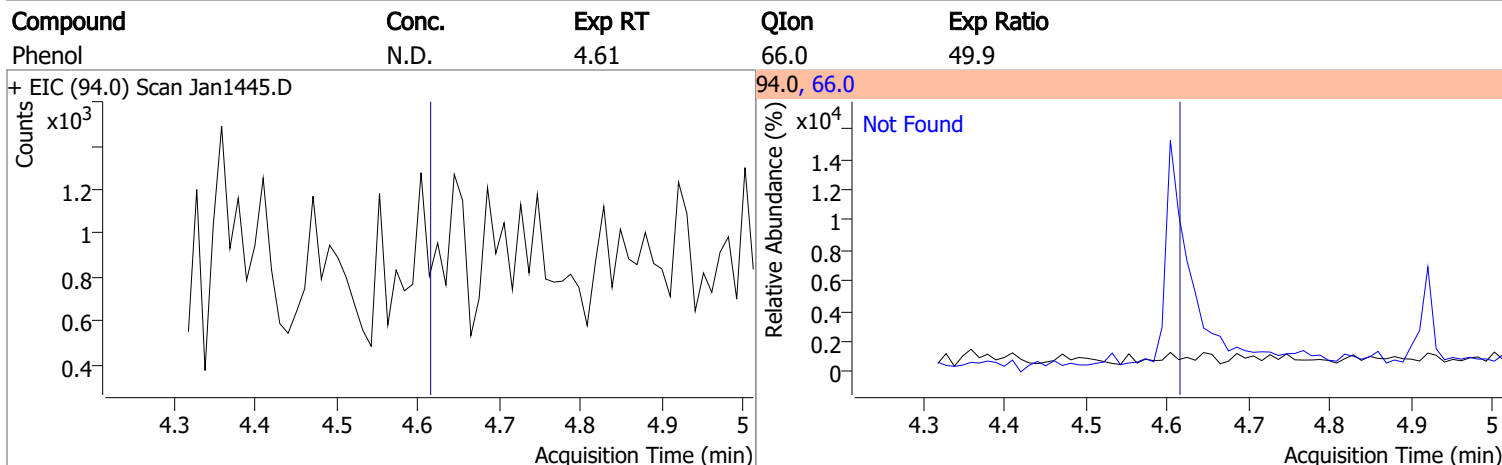 Compound Conc. Exp RT QIon Exp Ratio
Phenol N.D. 4.61 66.0 49.9
+ EIC (94.0) Scan Jan1445.D
Counts
x10³
1.2
1
0.8
0.6
0.4
4.3 4.4 4.5 4.6 4.7 4.8 4.9 5
Acquisition Time (min)
94.0, 66.0
Relative Abundance (%)
x10⁴
Not Found
1.4
1.2
1
0.8
0.6
0.4
0.2
0
4.3 4.4 4.5 4.6 4.7 4.8 4.9 5
Acquisition Time (min)